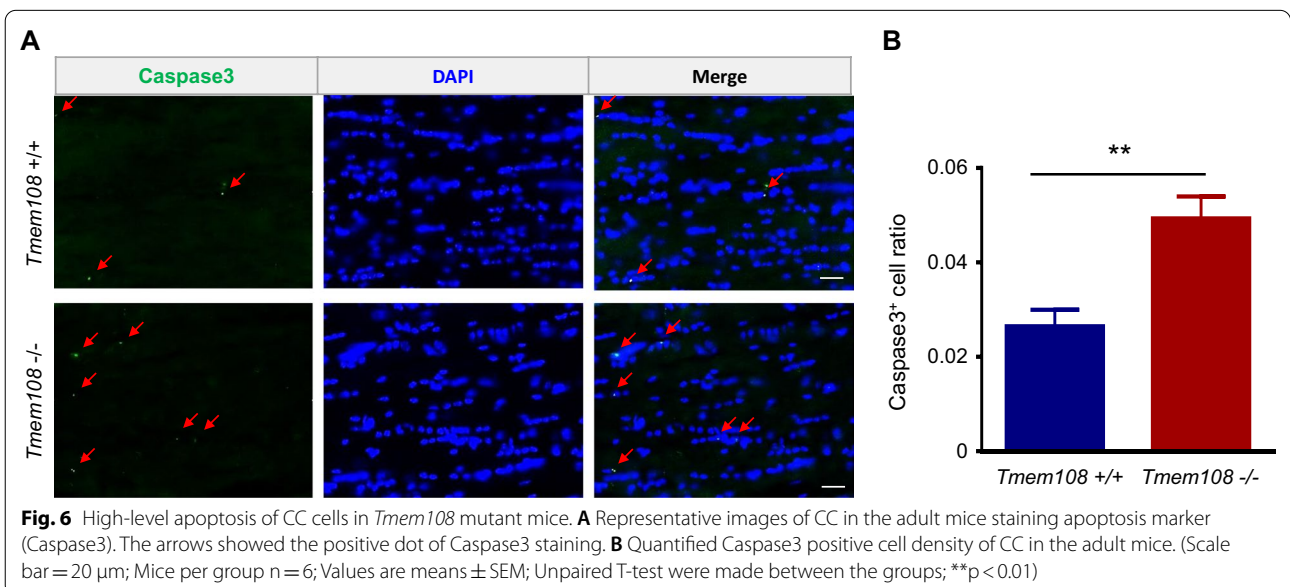 A
Caspase3
DAPI
Merge
Tmem108 +/+
Tmem108 -/-
B
**
Caspase3+ cell ratio
0.06
0.04
0.02
0
Tmem108 +/+ Tmem108 -/-
Fig. 6 High-level apoptosis of CC cells in Tmem108 mutant mice. A Representative images of CC in the adult mice staining apoptosis marker
(Caspase3). The arrows showed the positive dot of Caspase3 staining. B Quantified Caspase3 positive cell density of CC in the adult mice. (Scale
bar = 20 μm; Mice per group n = 6; Values are means ± SEM; Unpaired T-test were made between the groups; **p < 0.01)